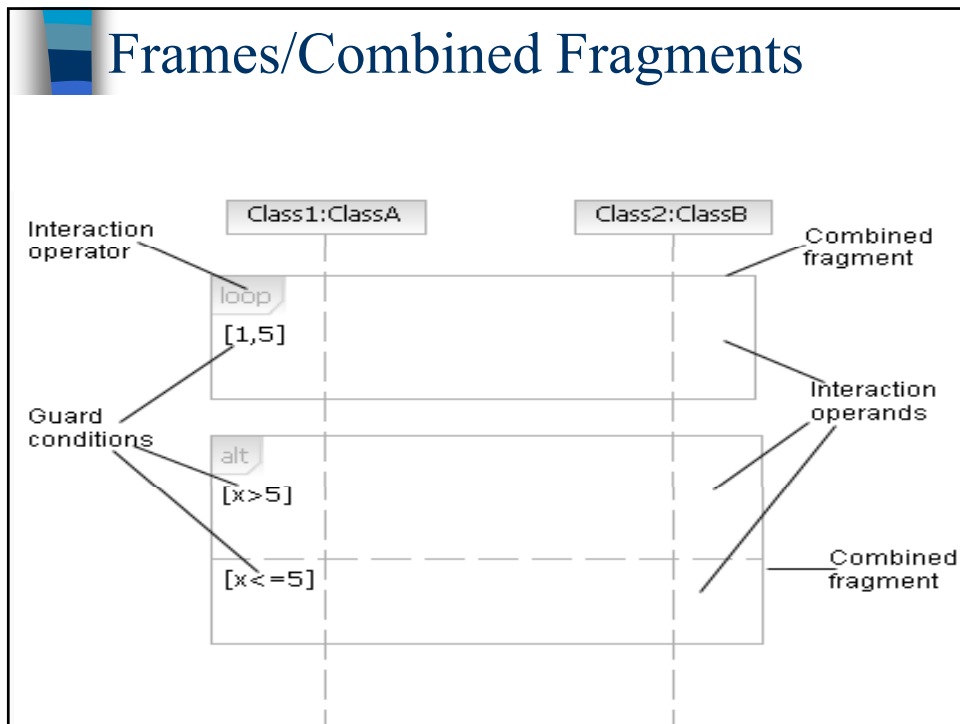 Frames/Combined Fragments
Class1:ClassA
Class2:ClassB
Interaction
operator
Combined
fragment
loop
[1,5]
Interaction
operands
Guard
conditions
alt
[x>5]
[x<=5]
Combined
fragment